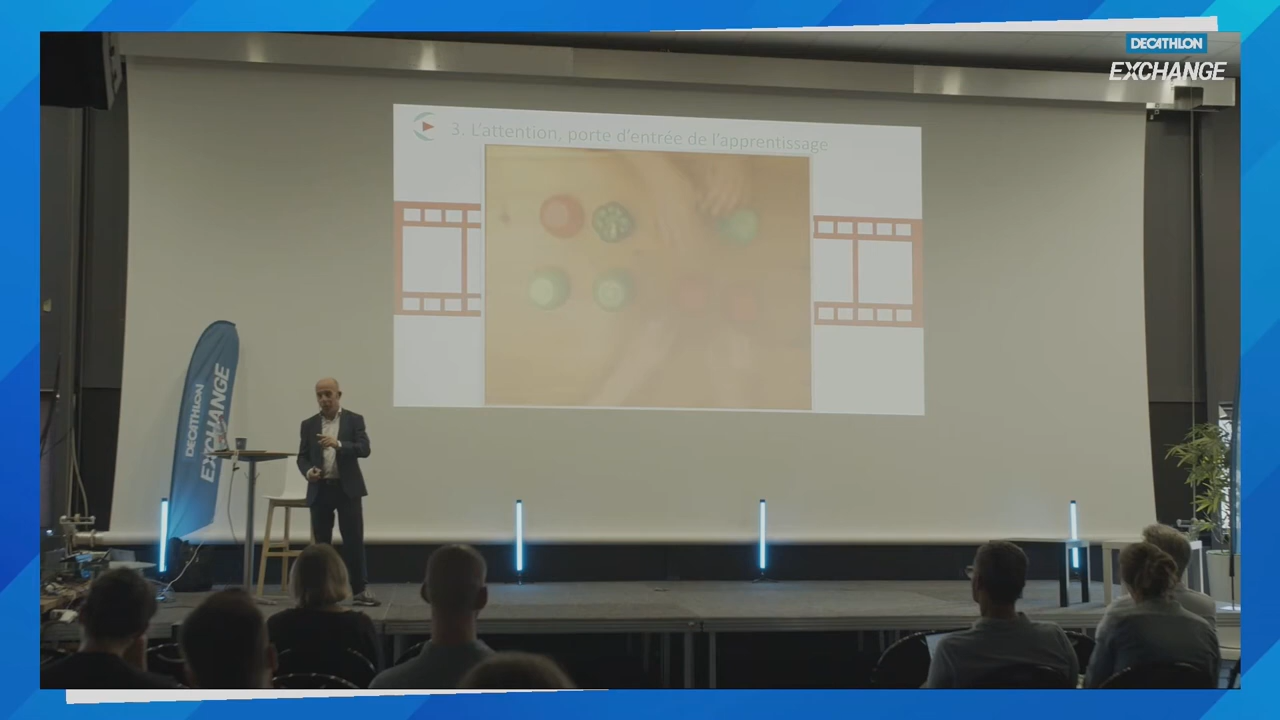 DECATHLON
EXCHANGE
3. L'attention, porte d'entrée de l'apprentissage
DECATHLON
EXCHANGE